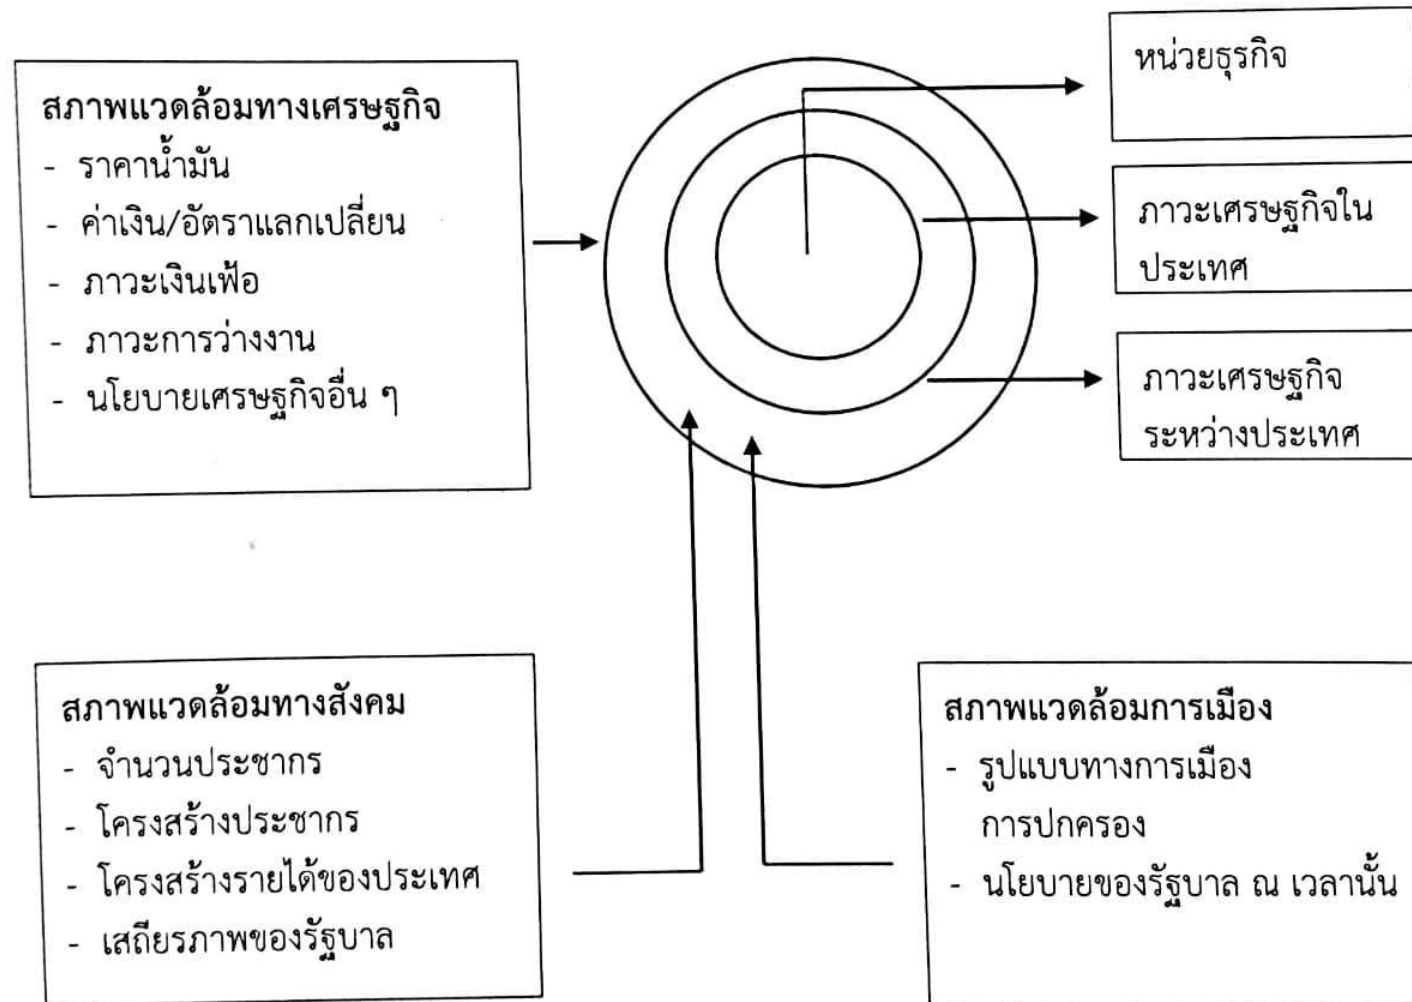 หน่วยธุรกิจ
สภาพแวดล้อมทางเศรษฐกิจ
- ราคาน้ำมัน
- ค่าเงิน/อัตราแลกเปลี่ยน
- ภาวะเงินเฟ้อ
- ภาวะการว่างงาน
- นโยบายเศรษฐกิจอื่น ๆ
ภาวะเศรษฐกิจใน
ประเทศ
ภาวะเศรษฐกิจ
ระหว่างประเทศ
สภาพแวดล้อมทางสังคม
- จำนวนประชากร
- โครงสร้างประชากร
- โครงสร้างรายได้ของประเทศ
- เสถียรภาพของรัฐบาล
สภาพแวดล้อมการเมือง
- รูปแบบทางการเมือง
การปกครอง
- นโยบายของรัฐบาล ณ เวลานั้น